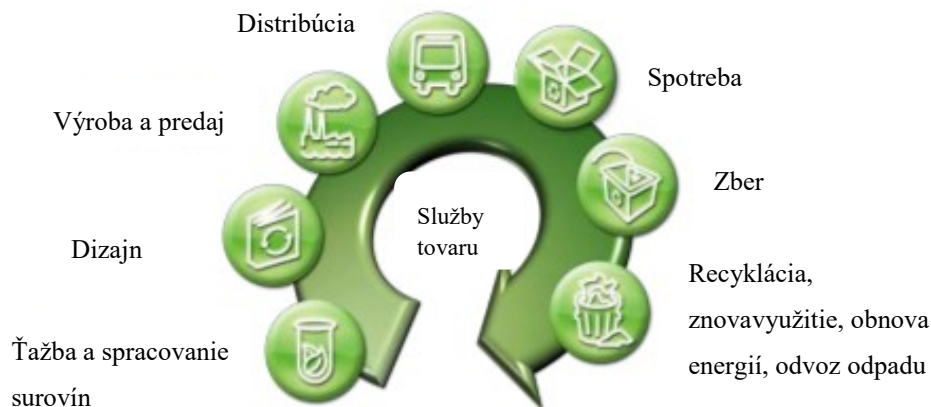 Distribúcia
Spotreba
Výroba a predaj
Zber
Služby
tovaru
Dizajn
Recyklácia,
znovavyužitie, obnova
energií, odvoz odpadu
Ťažba a spracovanie
surovín